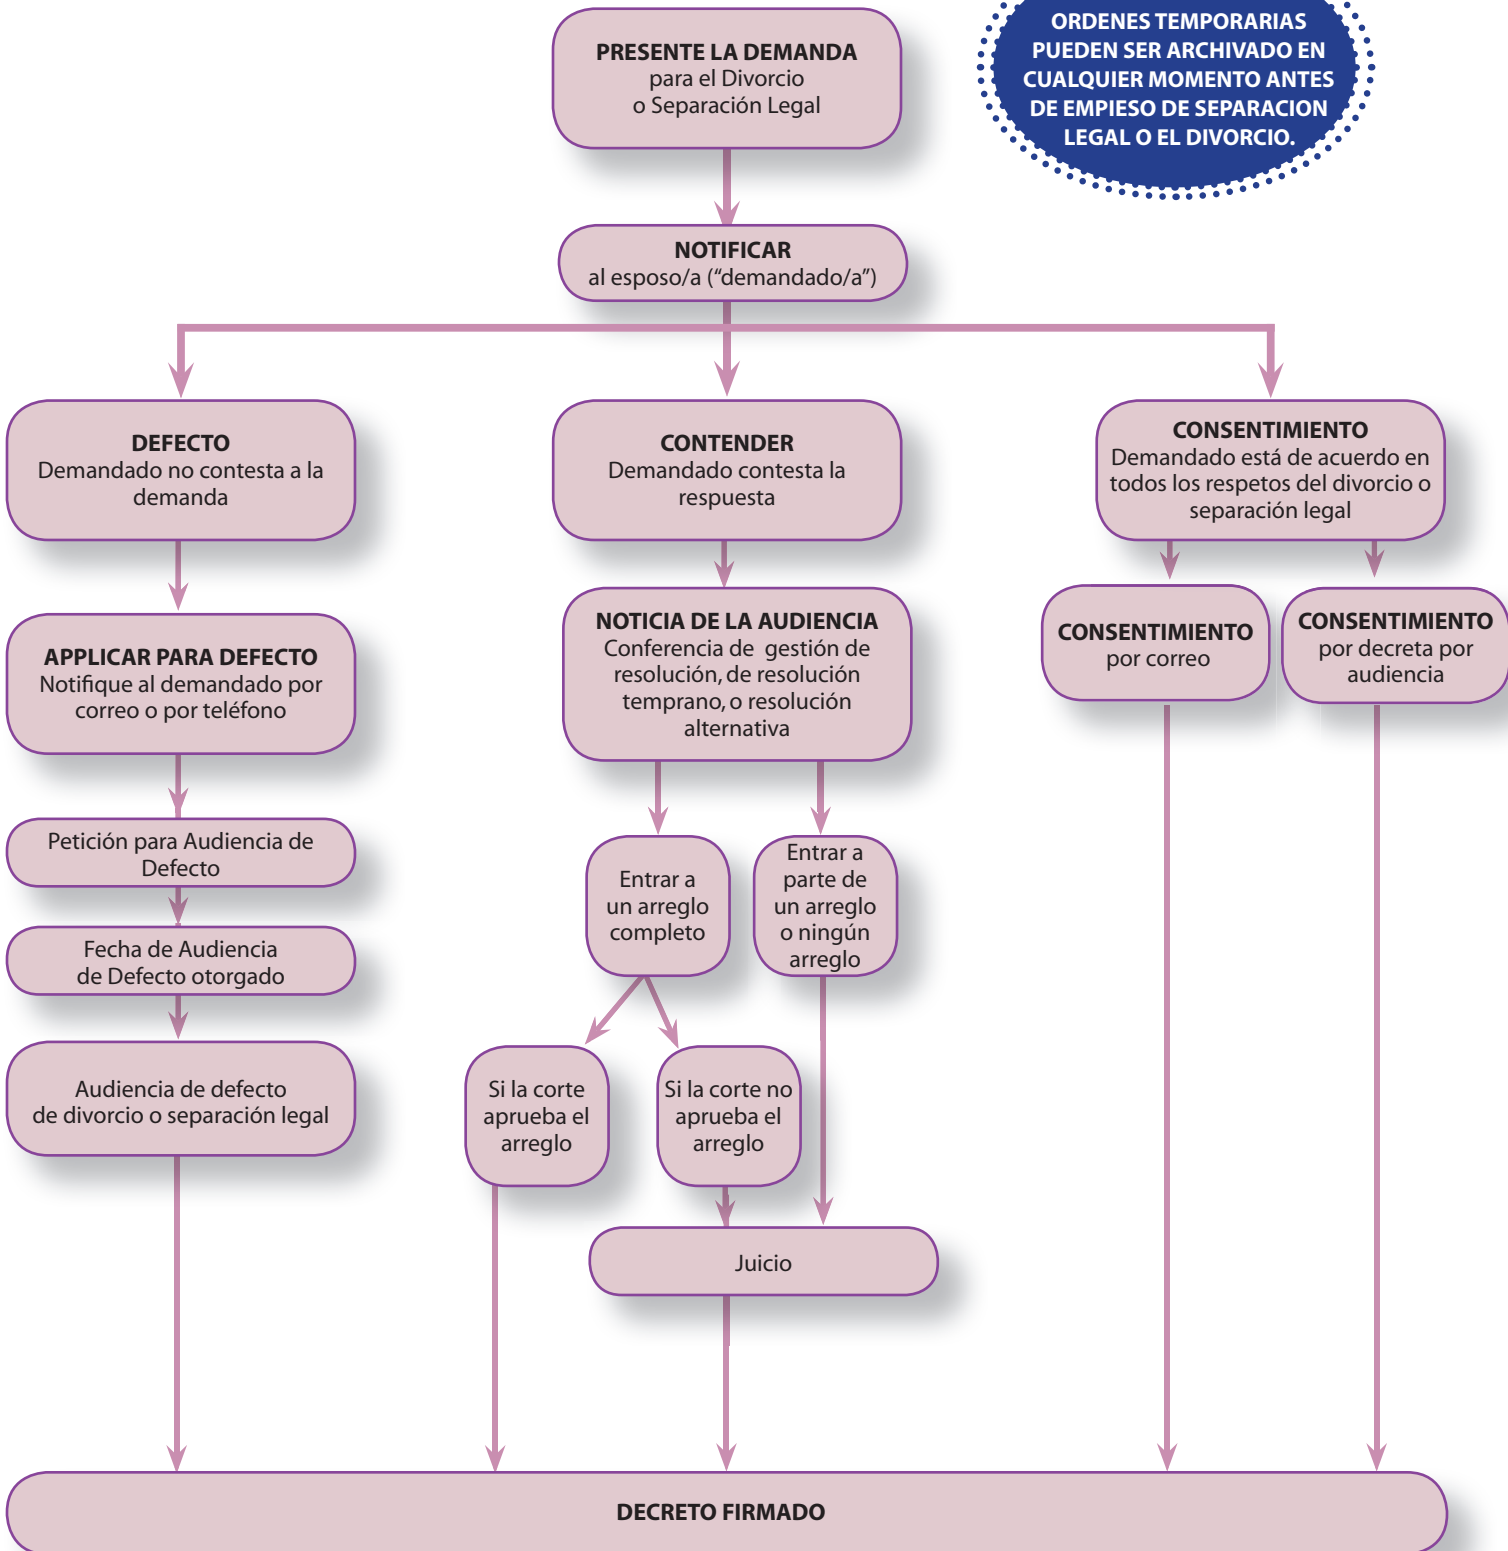 PRESENTE LA DEMANDA
para el Divorcio
o Separación Legal
ORDENES TEMPORARIAS
PUEDEN SER ARCHIVADO EN
CUALQUIER MOMENTO ANTES
DE EMPIESO DE SEPARACION
LEGAL O EL DIVORCIO.
NOTIFICAR
al esposo/a (“demandado/a”)
DEFECTO
Demandado no contesta a la
demanda
CONTENDER
Demandado contesta la
respuesta
CONSENTIMIENTO
Demandado está de acuerdo en
todos los respetos del divorcio o
separación legal
APPLICAR PARA DEFECTO
Notifique al demandado por
correo o por teléfono
NOTICIA DE LA AUDIENCIA
Conferencia de gestión de
resolución, de resolución
temprano, o resolución
alternativa
CONSENTIMIENTO
por correo
CONSENTIMIENTO
por decreta por
audiencia
Petición para Audiencia de
Defecto
Entrar a
un arreglo
completo
Entrar a
parte de
un arreglo
o ningún
arreglo
Fecha de Audiencia
de Defecto otorgado
Audiencia de defecto
de divorcio o separación legal
Si la corte
aprueba el
arreglo
Si la corte no
aprueba el
arreglo
Juicio
DECRETO FIRMADO